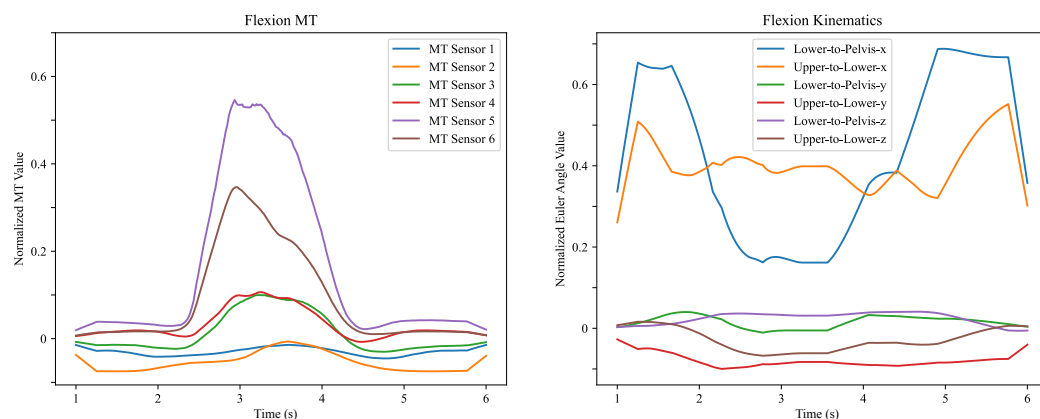 Flexion MT
Normalized MT Value
0.6
0.4
0.2
0
MT Sensor 1
MT Sensor 2
MT Sensor 3
MT Sensor 4
MT Sensor 5
MT Sensor 6
1 2 3 4 5 6
Time (s)
Flexion Kinematics
Normalized Euler Angle Value
0.6
0.4
0.2
0
Lower-to-Pelvis-x
Upper-to-Lower-x
Lower-to-Pelvis-y
Upper-to-Lower-y
Lower-to-Pelvis-z
Upper-to-Lower-z
1 2 3 4 5 6
Time (s)